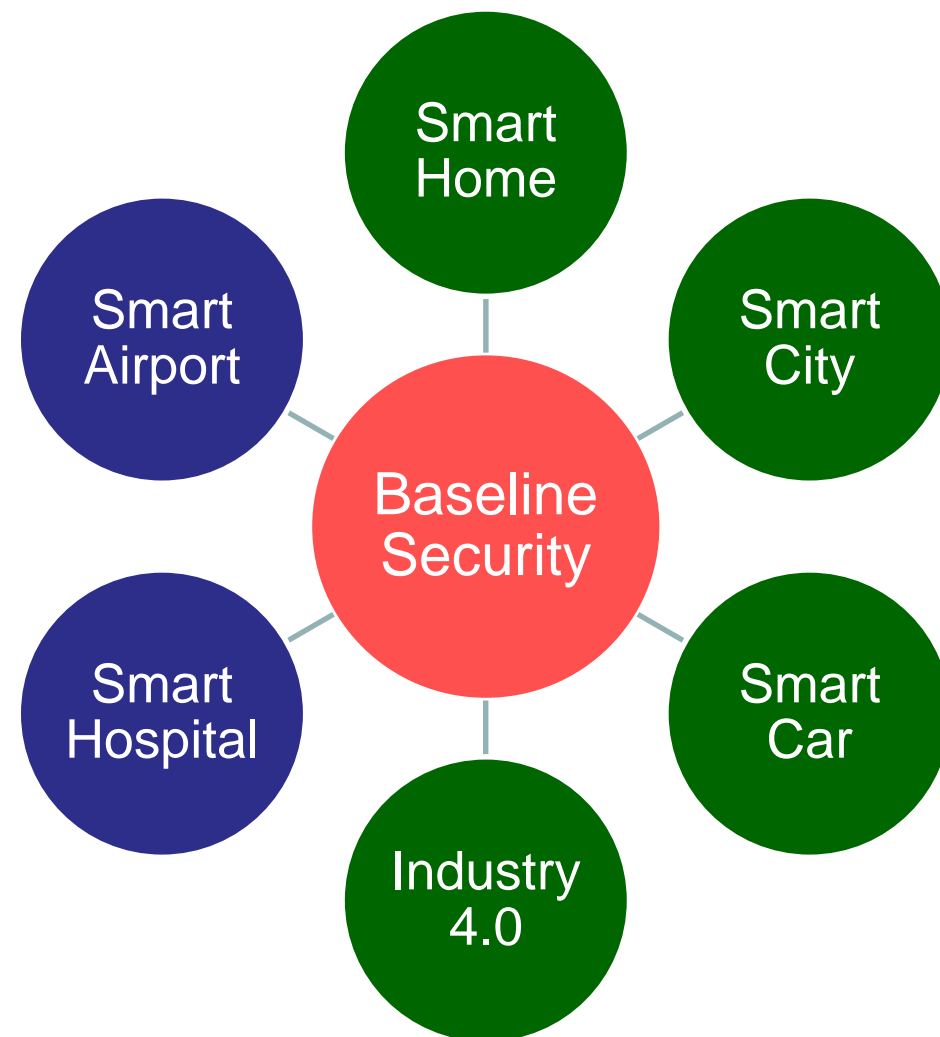 Smart
Home
Smart
City
Smart
Car
Industry
4.0
Smart
Hospital
Smart
Airport
Baseline
Security